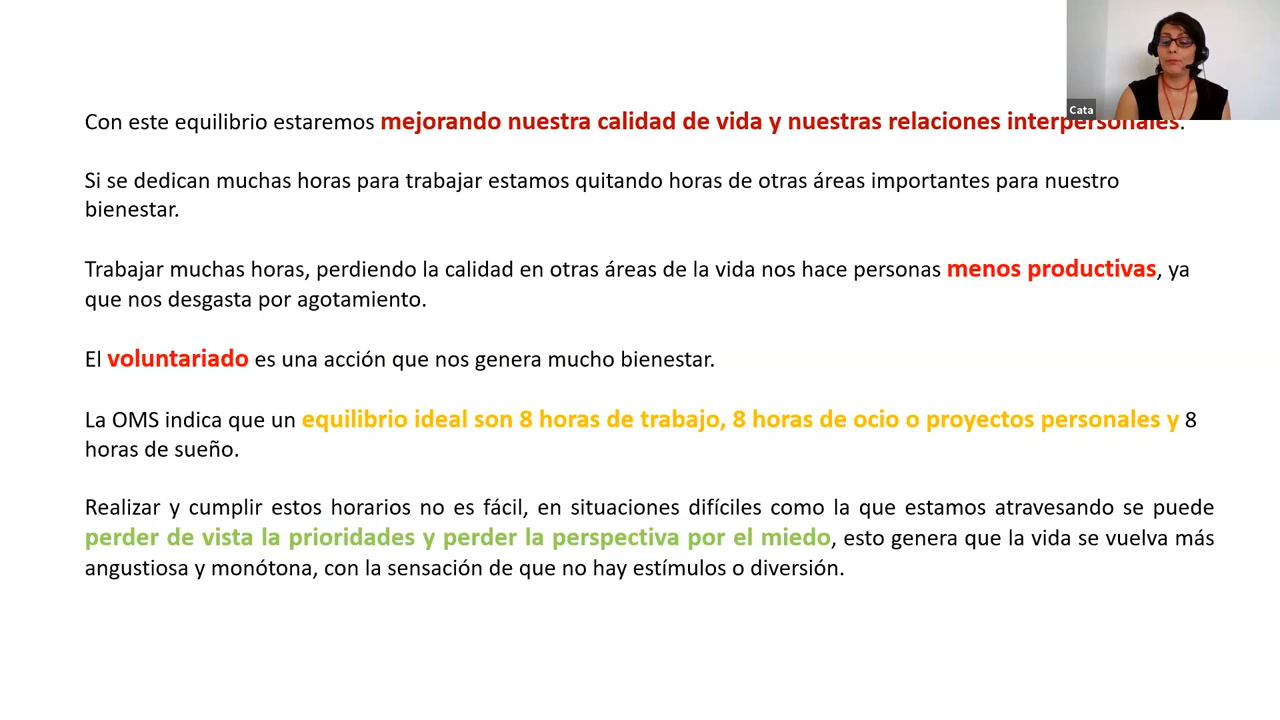 Cata
Con este equilibrio estaremos mejorando nuestra calidad de vida y nuestras relaciones interpersonales.
Si se dedican muchas horas para trabajar estamos quitando horas de otras áreas importantes para nuestro
bienestar.
Trabajar muchas horas, perdiendo la calidad en otras áreas de la vida nos hace personas menos productivas, ya
que nos desgasta por agotamiento.
El voluntariado es una acción que nos genera mucho bienestar.
La OMS indica que un equilibrio ideal son 8 horas de trabajo, 8 horas de ocio o proyectos personales y 8
horas de sueño.
Realizar y cumplir estos horarios no es fácil, en situaciones difíciles como la que estamos atravesando se puede
perder de vista la prioridades y perder la perspectiva por el miedo, esto genera que la vida se vuelva más
angustiosa y monótona, con la sensación de que no hay estímulos o diversión.